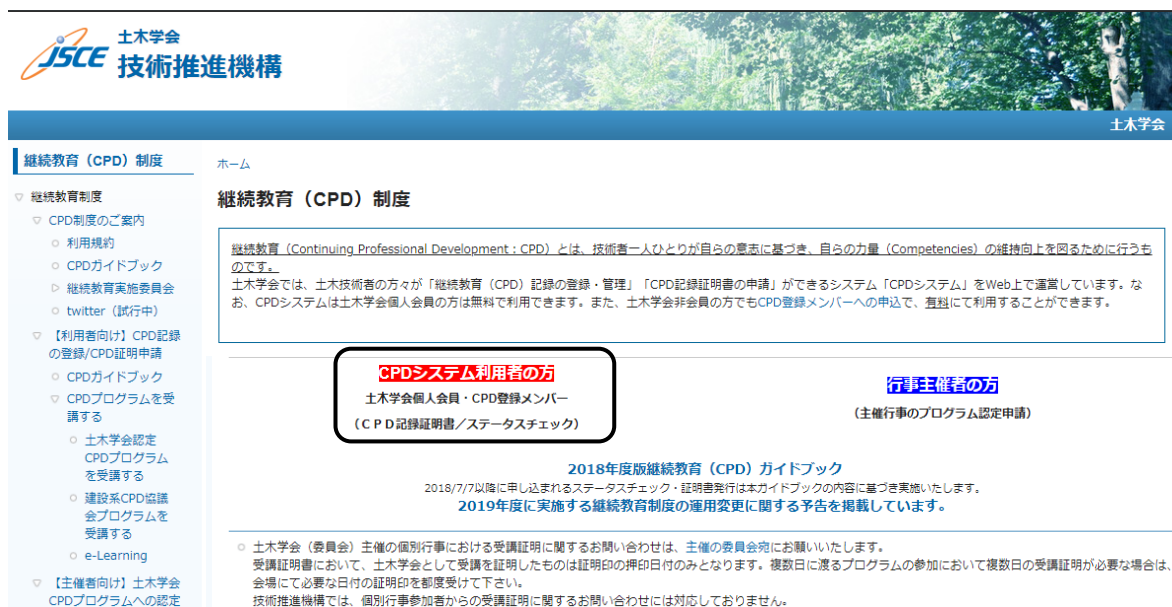 JSCE 土木学会
技術推進機構
土木学会
継続教育（CPD）制度
継続教育制度
CPD制度のご案内
利用規約
CPDガイドブック
継続教育実施委員会
twitter（試行中）
【利用者向け】CPD記録
の登録/CPD証明申請
CPDガイドブック
CPDプログラムを受
講する
土木学会認定
CPDプログラム
を受講する
建設系CPD協議
会プログラムを
受講する
e-Learning
【主催者向け】土木学会
CPDプログラムへの認定
ホーム
継続教育（CPD）制度
継続教育（Continuing Professional Development：CPD）とは、技術者一人ひとりが自らの意志に基づき、自らの力量（Competencies）の維持向上を図るために行うも
のです。
土木学会では、土木技術者の方々が「継続教育（CPD）記録の登録・管理」「CPD記録証明書の申請」ができるシステム「CPDシステム」をWeb上で運営しています。な
お、CPDシステムは土木学会個人会員の方は無料で利用できます。また、土木学会非会員の方でもCPD登録メンバーへの申込で、有料にて利用することができます。
CPDシステム利用者の方
土木学会個人会員・CPD登録メンバー
（ＣＰＤ記録証明書／ステータスチェック）
行事主催者の方
（主催行事のプログラム認定申請）
2018年度版継続教育（CPD）ガイドブック
2018/7/7以降に申し込まれるステータスチェック・証明書発行は本ガイドブックの内容に基づき実施いたします。
2019年度に実施する継続教育制度の運用変更に関する予告を掲載しています。
土木学会（委員会）主催の個別行事における受講証明に関するお問い合わせは、主催の委員会宛にお願いいたします。
受講証明書において、土木学会として受講を証明したものは証明印の押印日付のみとなります。複数日に渡るプログラムの参加において複数日の受講証明が必要な場合は、
会場にて必要な日付の証明印を都度受けて下さい。
技術推進機構では、個別行事参加者からの受講証明に関するお問い合わせには対応しておりません。